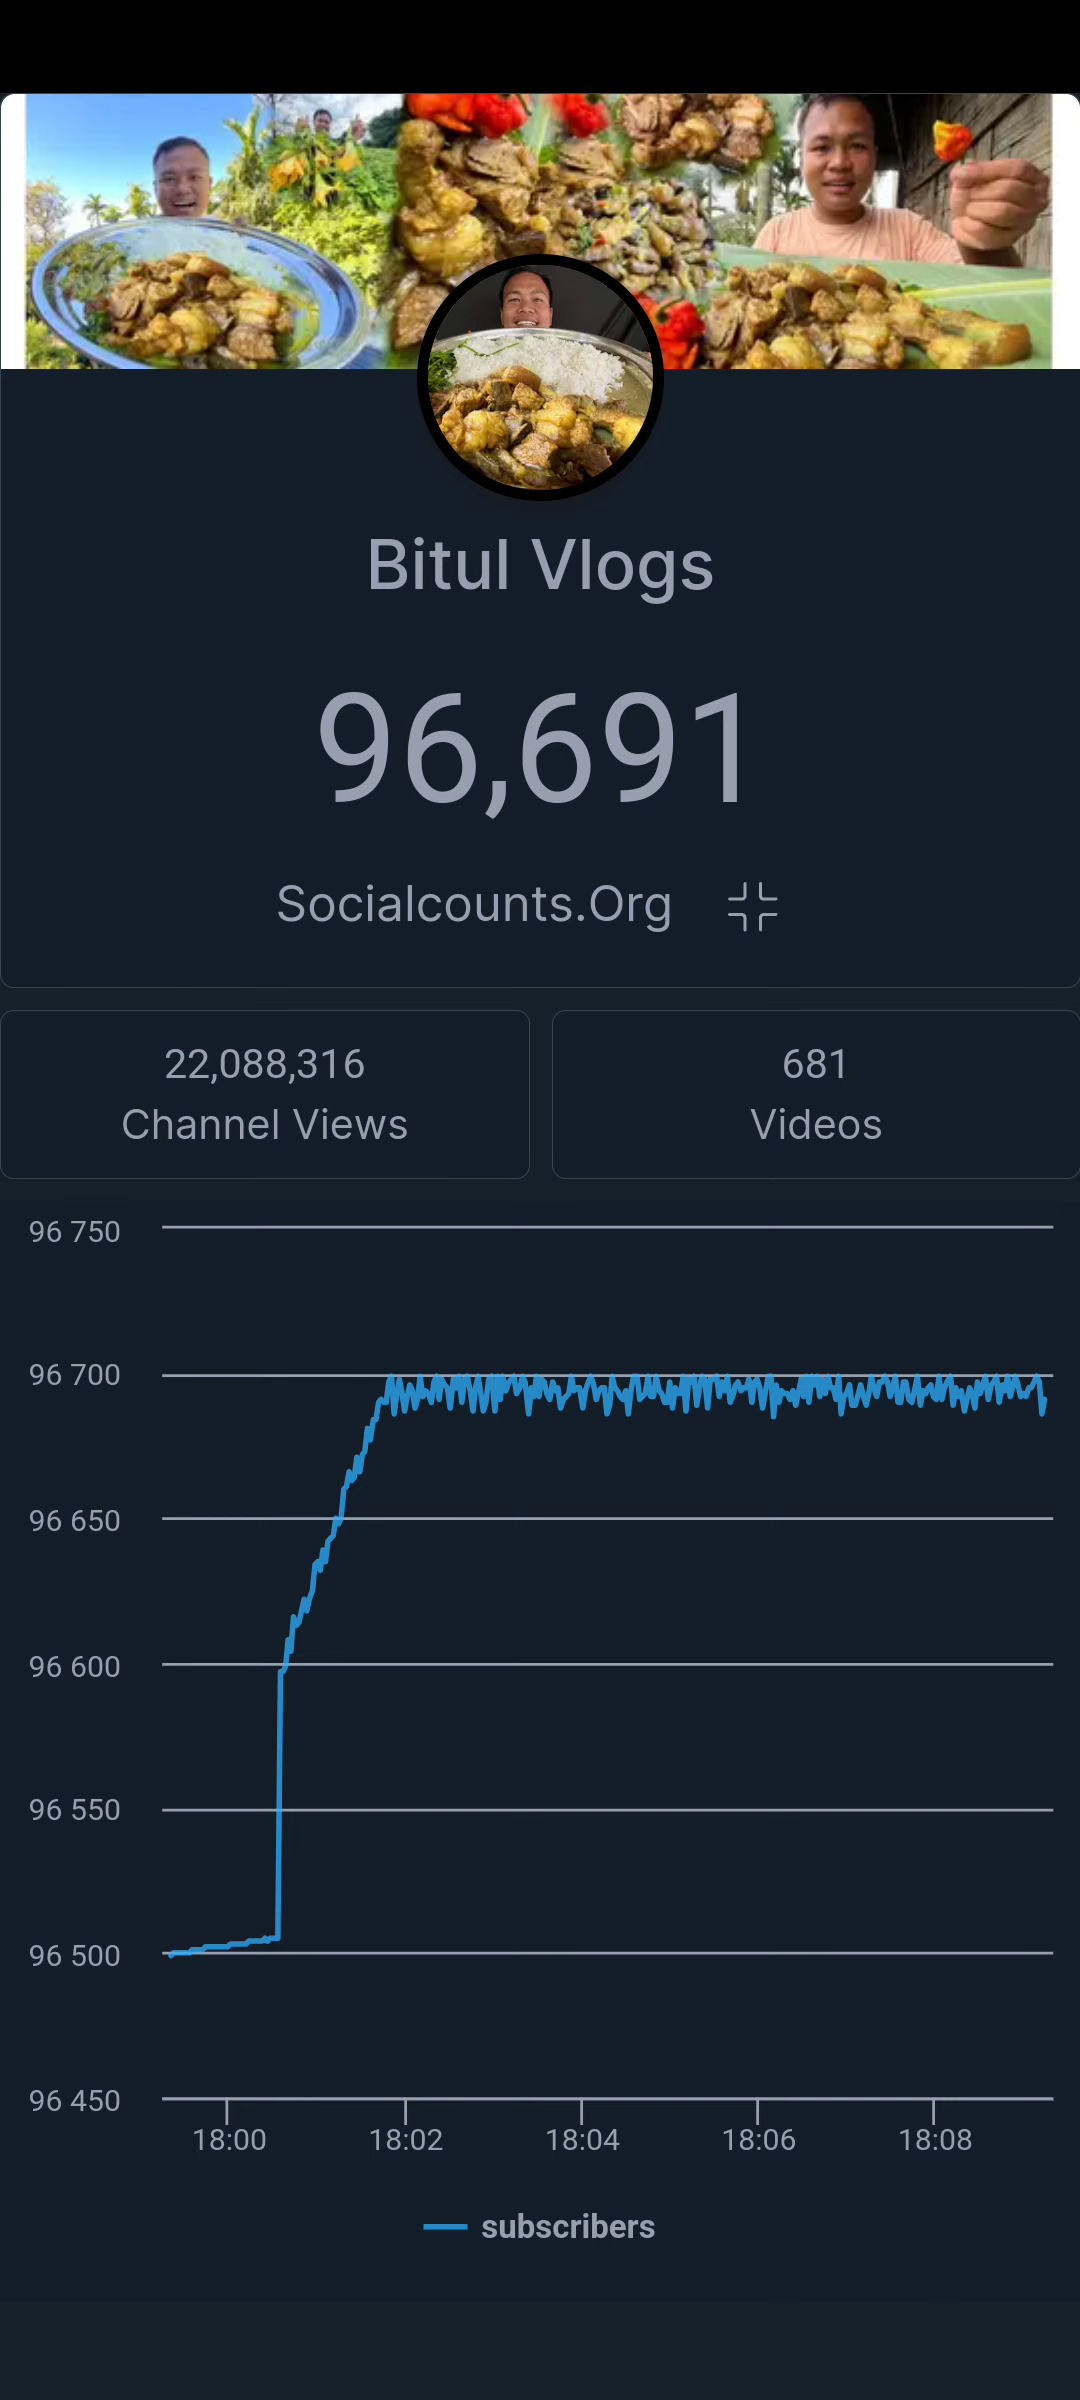 Bitul Vlogs
96,691
Socialcounts.Org
22,088,316
Channel Views
681
Videos
96 750
96 700
96 650
96 600
96 550
96 500
96 450
18:00 18:02 18:04 18:06 18:08
subscribers